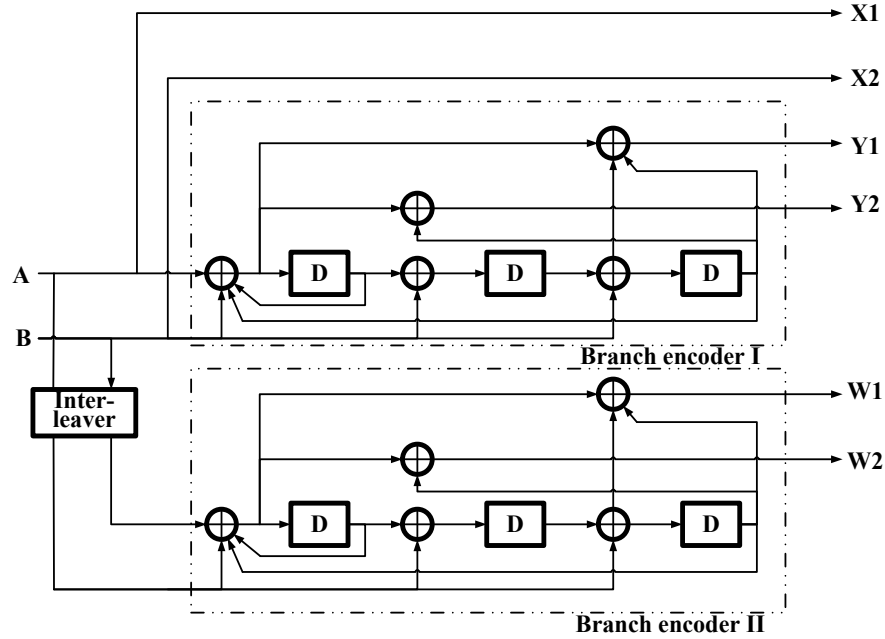 X1
X2
Y1
Y2
A
D
D
D
B
Branch encoder I
Inter-
leaver
W1
W2
D
D
D
Branch encoder II